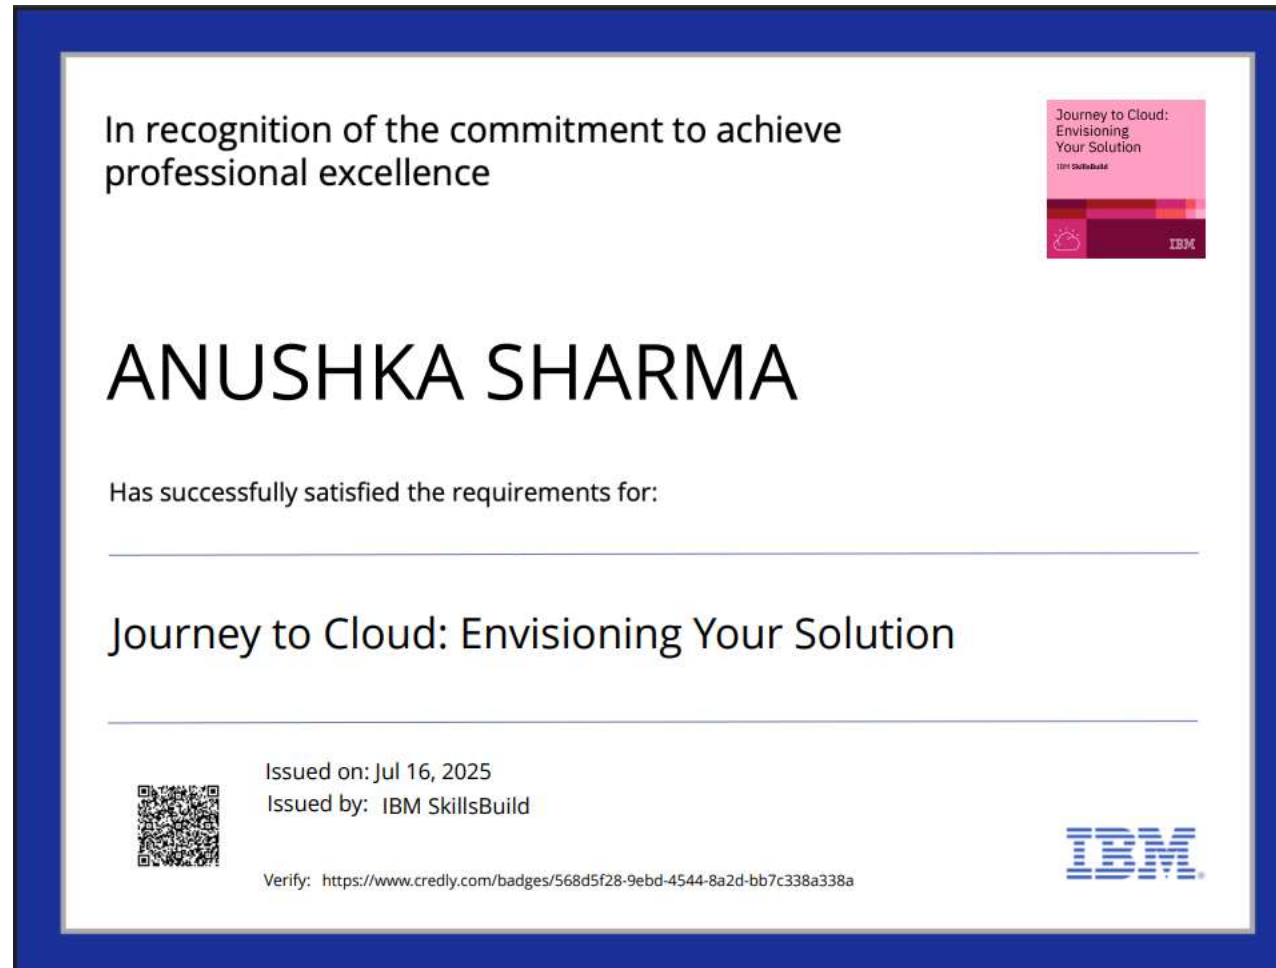 In recognition of the commitment to achieve
professional excellence
Journey to Cloud:
Envisioning
Your Solution
IBM SkillsBuild
IBM
ANUSHKA SHARMA
Has successfully satisfied the requirements for:
Journey to Cloud: Envisioning Your Solution
Issued on: Jul 16, 2025
Issued by: IBM SkillsBuild
Verify: https://www.credly.com/badges/568d5f28-9ebd-4544-8a2d-bb7c338a338a
IBM.